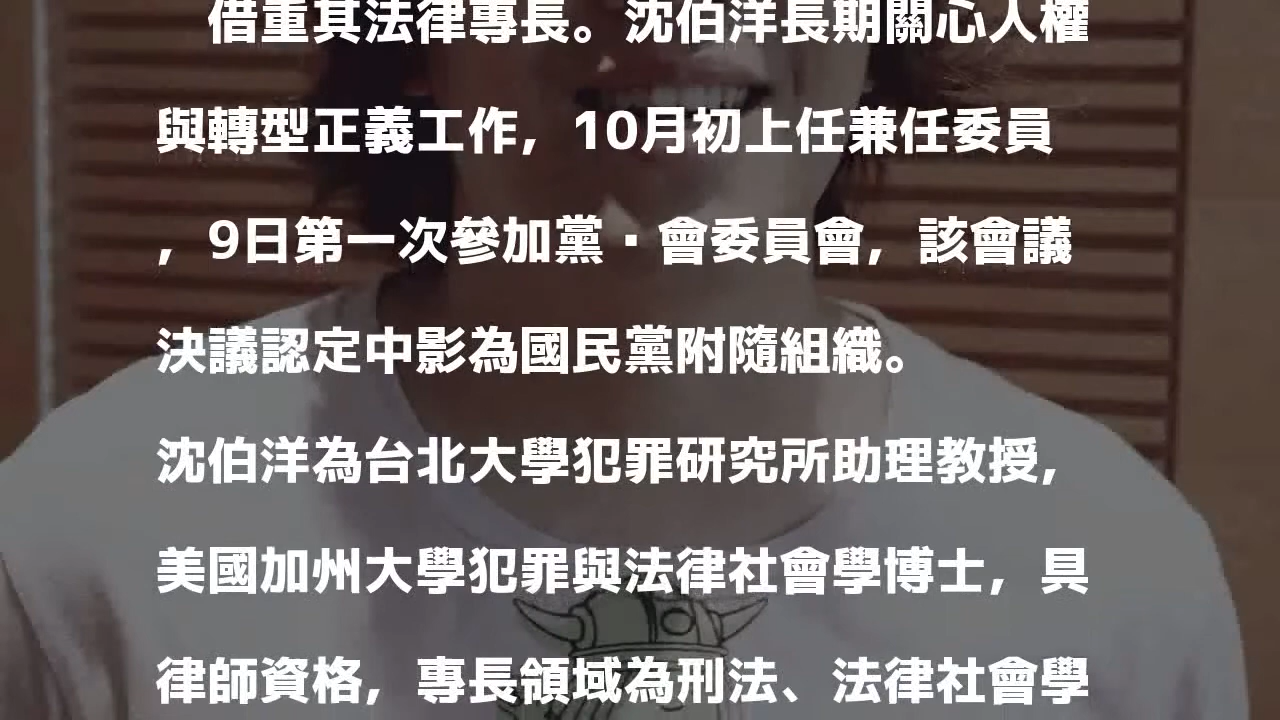 借重其法律專長。沈伯洋長期關心人權
與轉型正義工作，10月初上任兼任委員
，9日第一次參加黨▪會委員會，該會議
決議認定中影為國民黨附隨組織。
沈伯洋為台北大學犯罪研究所助理教授，
美國加州大學犯罪與法律社會學博士，具
律師資格，專長領域為刑法、法律社會學